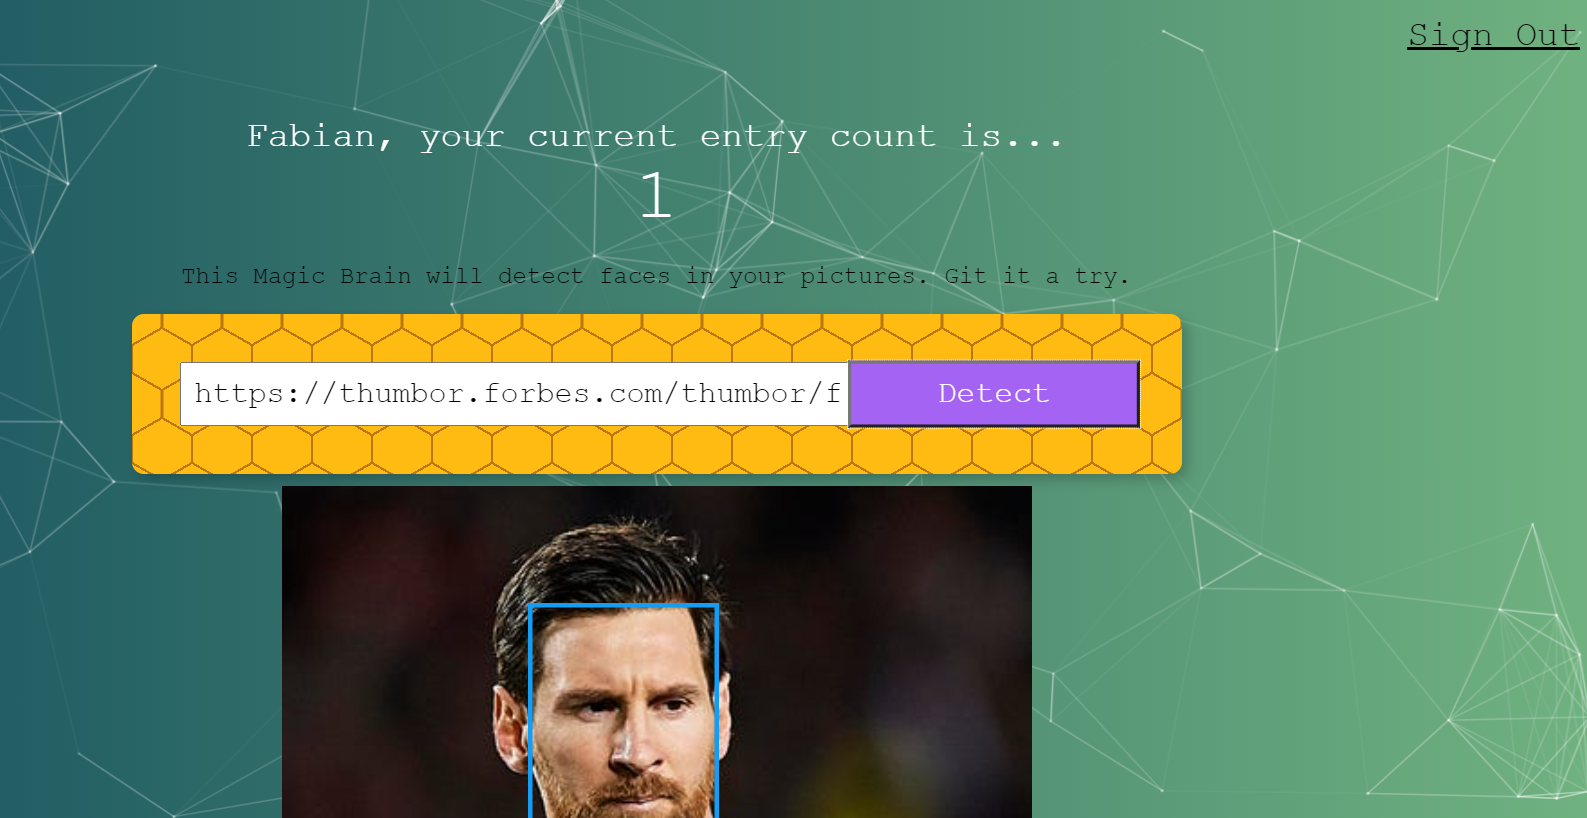 Sign Out
Fabian, your current entry count is...
1
This Magic Brain will detect faces in your pictures. Git it a try.
https://thumbor.forbes.com/thumbor/f
Detect